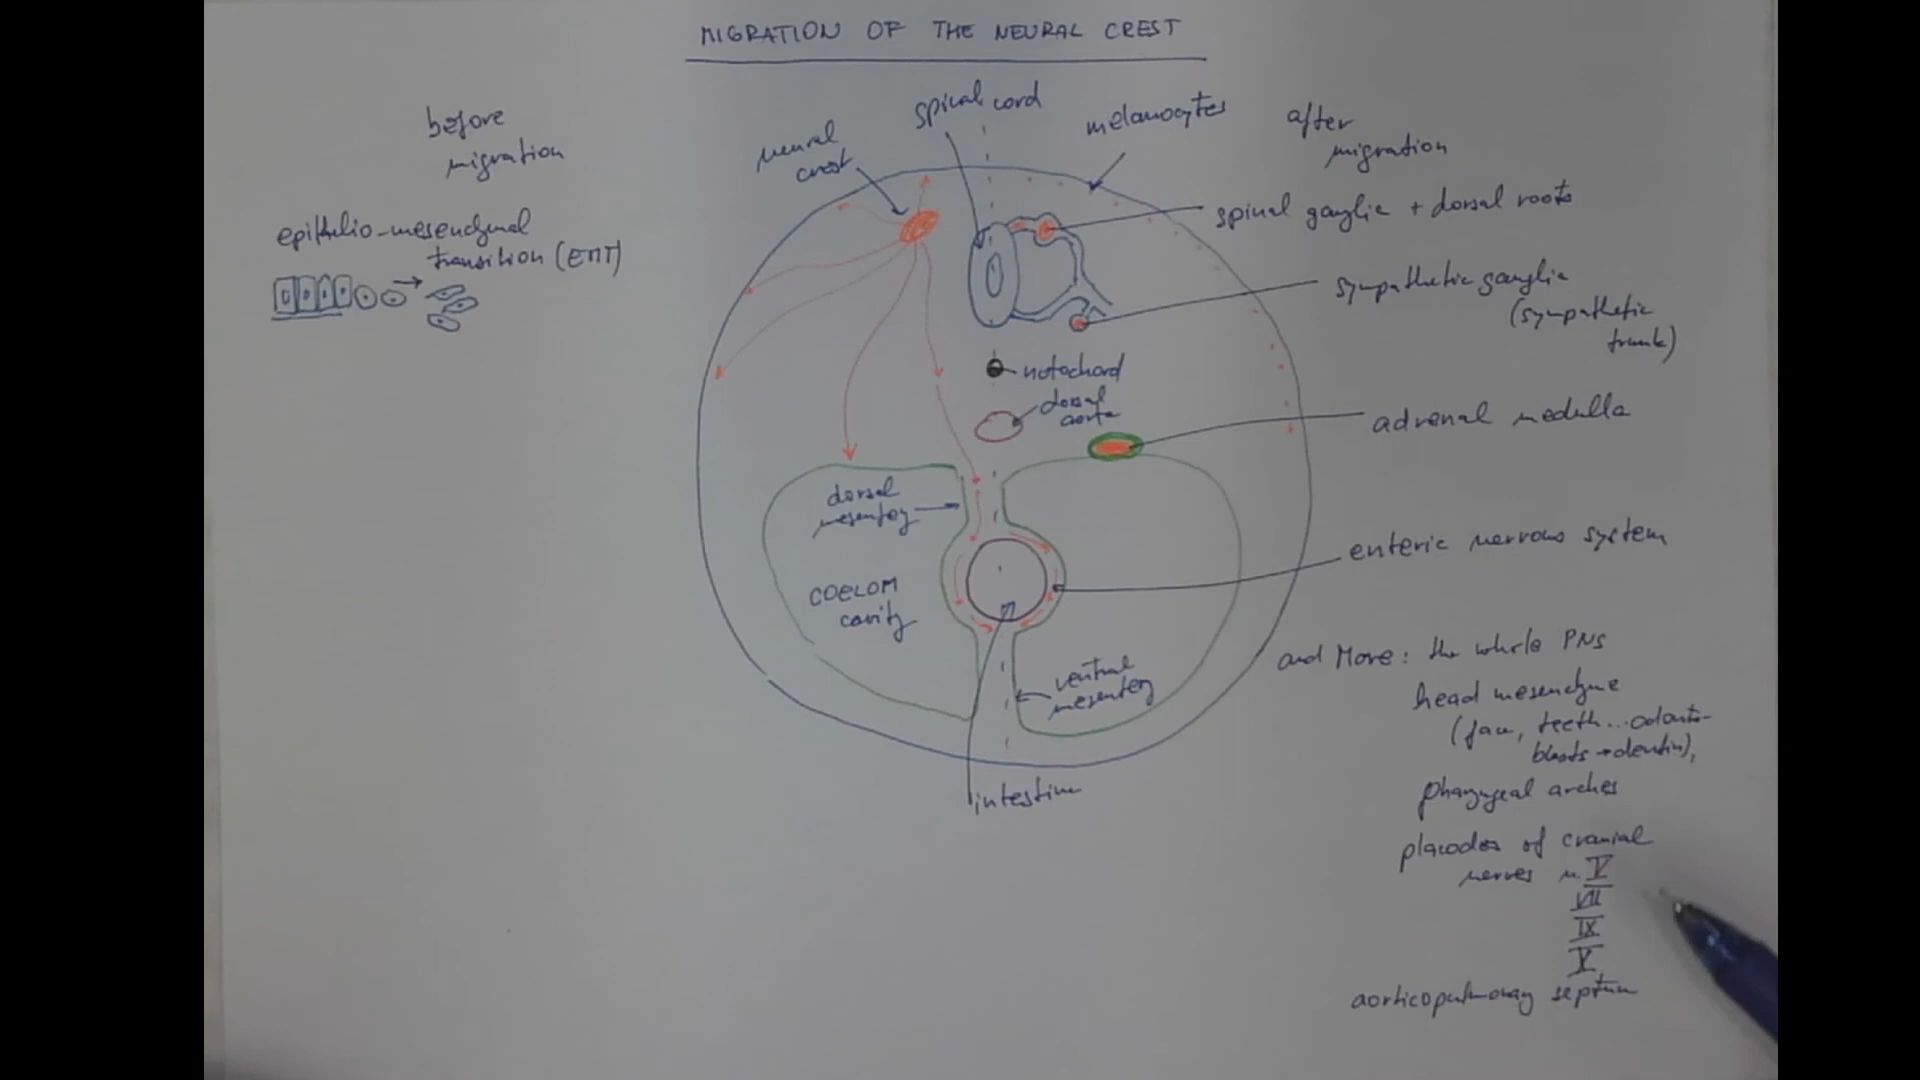 MIGRATION OF THE NEURAL CREST
before
migration
epithelio-mesenchymal
transition (EMT)
neural
crest
spinal cord
melanocytes
after
migration
spinal ganglia + dorsal roots
sympathetic ganglia
(sympathetic
trunk)
notochord
dorsal
aorta
adrenal medulla
dorsal
mesentery
COELOM
cavity
enteric nervous system
ventral
mesentery
intestine
and More: the whole PNS
head mesenchyme
(jaw, teeth...odonto-
blasts→dentin),
pharyngeal arches
placodes of cranial
nerves n. V
VII
IX
X
aorticopulmonary septum